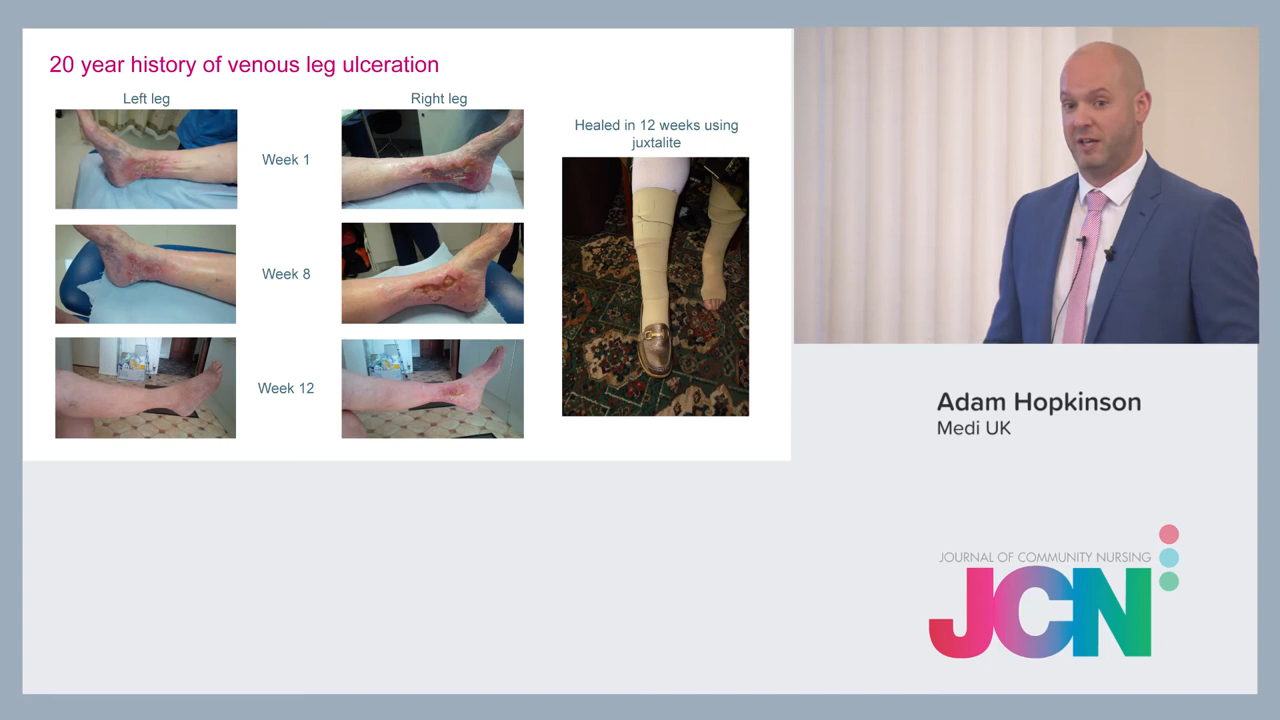 20 year history of venous leg ulceration
Left leg
Right leg
Week 1
Week 8
Week 12
Healed in 12 weeks using
juxtalite
Adam Hopkinson
Medi UK
JOURNAL OF COMMUNITY NURSING
JCN